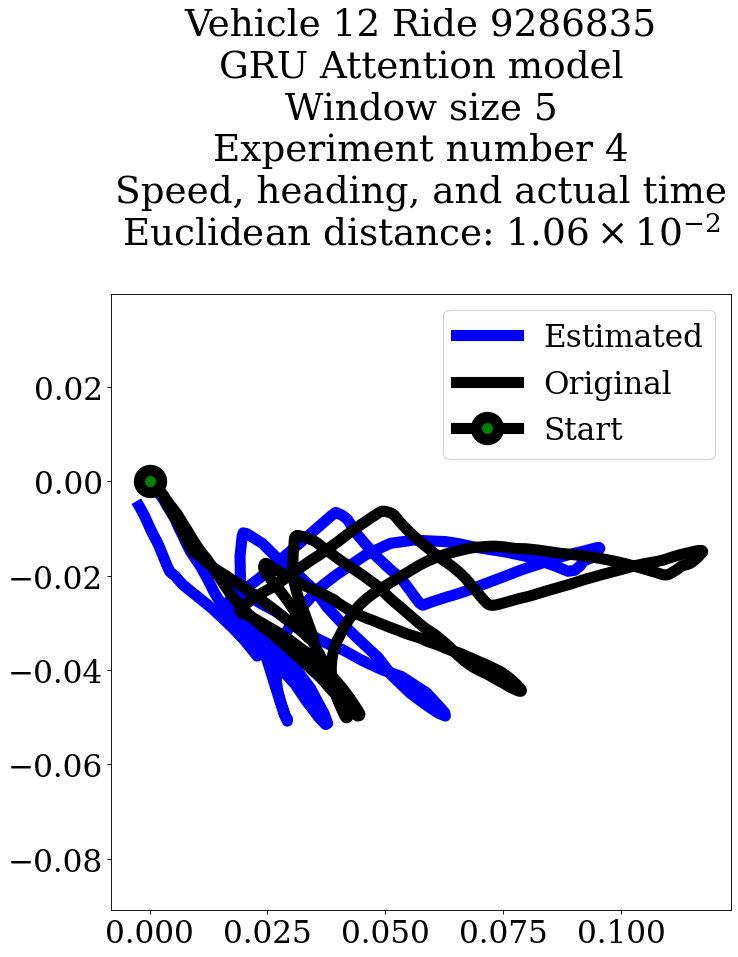 Vehicle 12 Ride 9286835
GRU Attention model
Window size 5
Experiment number 4
Speed, heading, and actual time
Euclidean distance: 1.06 × 10⁻²
Estimated
Original
Start
0.02
0.00
−0.02
−0.04
−0.06
−0.08
0.000 0.025 0.050 0.075 0.100